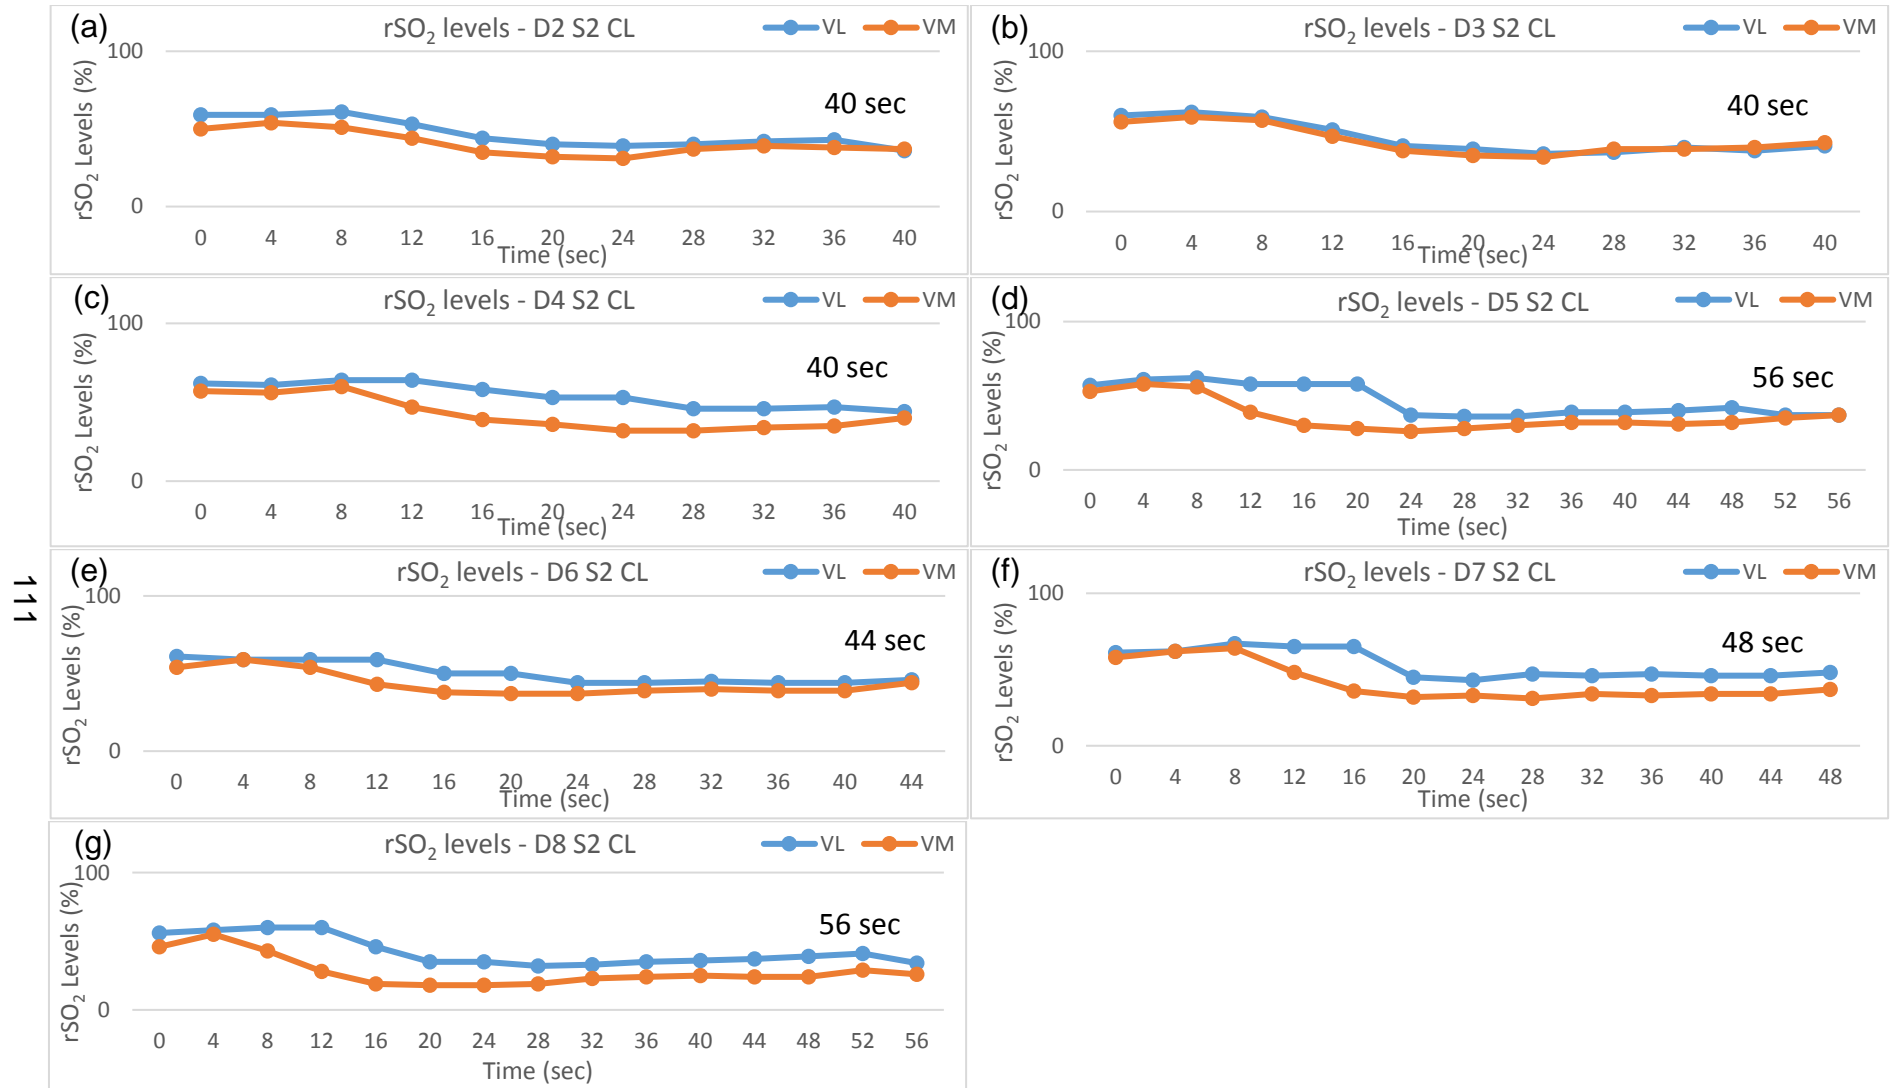 (a) rSO₂ levels - D2 S2 CL VL VM
rSO₂ Levels (%)
100
40 sec
0
0 4 8 12 16 20 24 28 32 36 40
Time (sec)
(b) rSO₂ levels - D3 S2 CL VL VM
rSO₂ Levels (%)
100
40 sec
0
0 4 8 12 16 20 24 28 32 36 40
Time (sec)
(c) rSO₂ levels - D4 S2 CL VL VM
rSO₂ Levels (%)
100
40 sec
0
0 4 8 12 16 20 24 28 32 36 40
Time (sec)
(d) rSO₂ levels - D5 S2 CL VL VM
rSO₂ Levels (%)
100
56 sec
0
0 4 8 12 16 20 24 28 32 36 40 44 48 52 56
Time (sec)
111
(e) rSO₂ levels - D6 S2 CL VL VM
rSO₂ Levels (%)
100
44 sec
0
0 4 8 12 16 20 24 28 32 36 40 44
Time (sec)
(f) rSO₂ levels - D7 S2 CL VL VM
rSO₂ Levels (%)
100
48 sec
0
0 4 8 12 16 20 24 28 32 36 40 44 48
Time (sec)
(g) rSO₂ levels - D8 S2 CL VL VM
rSO₂ Levels (%)
100
56 sec
0
0 4 8 12 16 20 24 28 32 36 40 44 48 52 56
Time (sec)